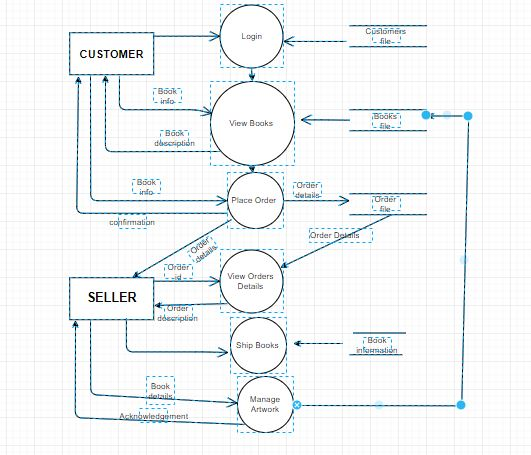 Login
Customers
file
CUSTOMER
Book
info
View Books
Books
file
Book
description
Book
info
Place Order
Order
details
Order
file
confirmation
Order
details
Order Details
Order
id
View Orders
Details
SELLER
Order
description
Ship Books
Book
information
Book
details
Manage
Artwork
Acknowledgement